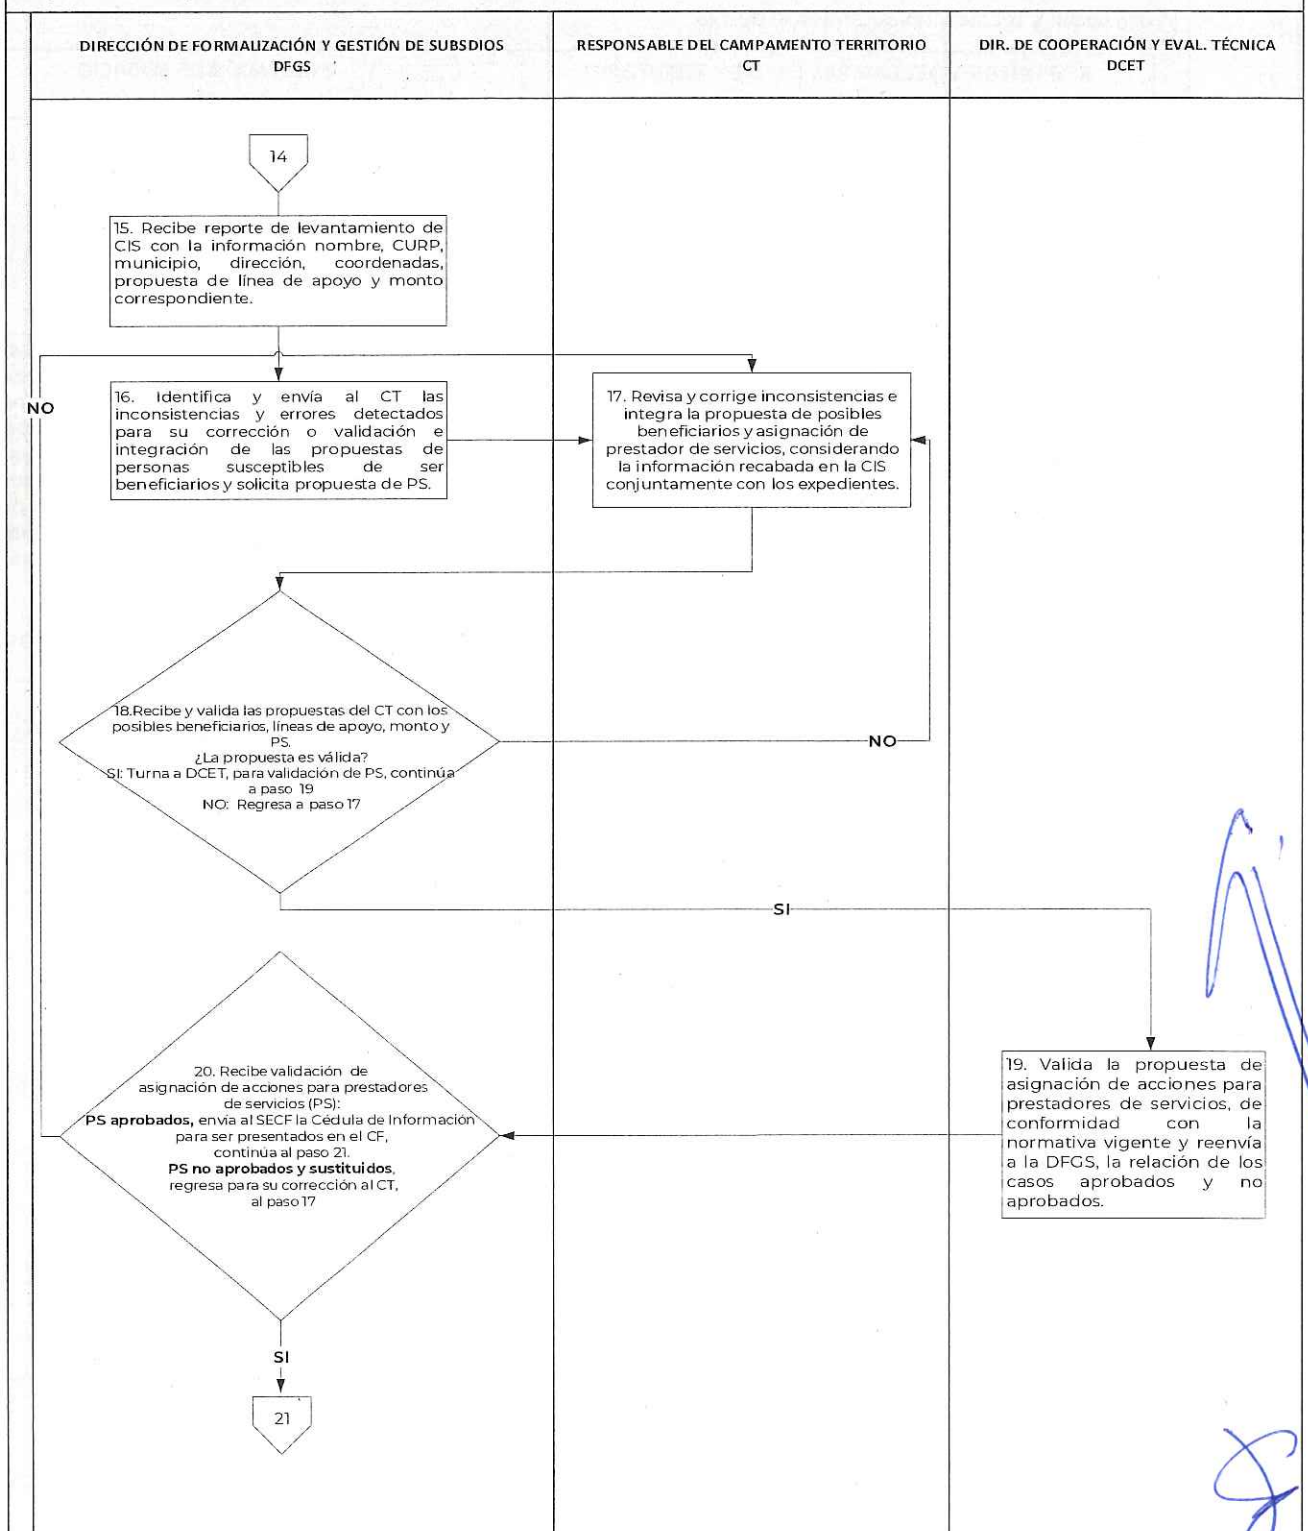 DIRECCIÓN DE FORMALIZACIÓN Y GESTIÓN DE SUBSDIOS
DFGS
RESPONSABLE DEL CAMPAMENTO TERRITORIO
CT
DIR. DE COOPERACIÓN Y EVAL. TÉCNICA
DCET
14
15. Recibe reporte de levantamiento de
CIS con la información nombre, CURP,
municipio, dirección, coordenadas,
propuesta de línea de apoyo y monto
correspondiente.
NO
16. Identifica y envía al CT las
inconsistencias y errores detectados
para su corrección o validación e
integración de las propuestas de
personas susceptibles de ser
beneficiarios y solicita propuesta de PS.
17. Revisa y corrige inconsistencias e
integra la propuesta de posibles
beneficiarios y asignación de
prestador de servicios, considerando
la información recabada en la CIS
conjuntamente con los expedientes.
18.Recibe y valida las propuestas del CT con los
posibles beneficiarios, líneas de apoyo, monto y
PS.
¿La propuesta es válida?
SI: Turna a DCET, para validación de PS, continúa
a paso 19
NO: Regresa a paso 17
NO
SI
19. Valida la propuesta de
asignación de acciones para
prestadores de servicios, de
conformidad con la
normativa vigente y reenvía
a la DFGS, la relación de los
casos aprobados y no
aprobados.
20. Recibe validación de
asignación de acciones para prestadores
de servicios (PS):
PS aprobados, envía al SECF la Cédula de Información
para ser presentados en el CF,
continúa al paso 21.
PS no aprobados y sustituidos,
regresa para su corrección al CT,
al paso 17
SI
21